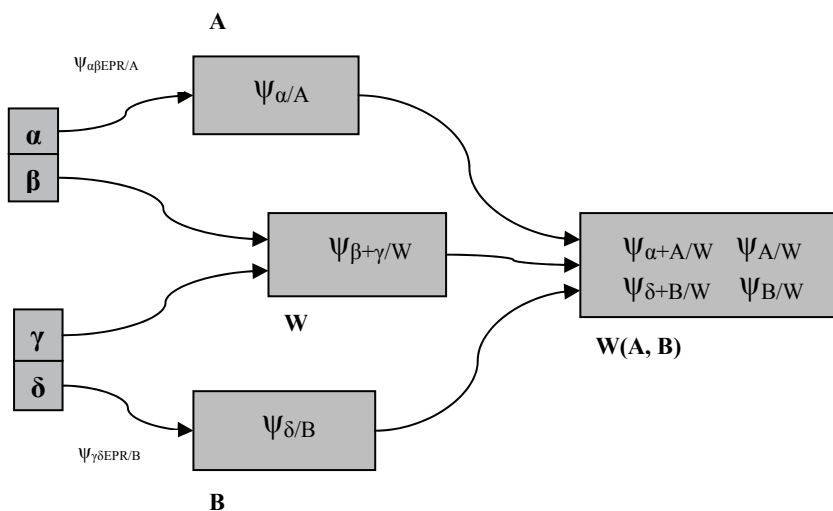 A
ψαβEPR/A
ψα/A
α
β
ψβ+γ/W
ψα+A/W ψA/W
ψδ+B/W ψB/W
W
W(A, B)
γ
δ
ψδ/B
ψγδEPR/B
B